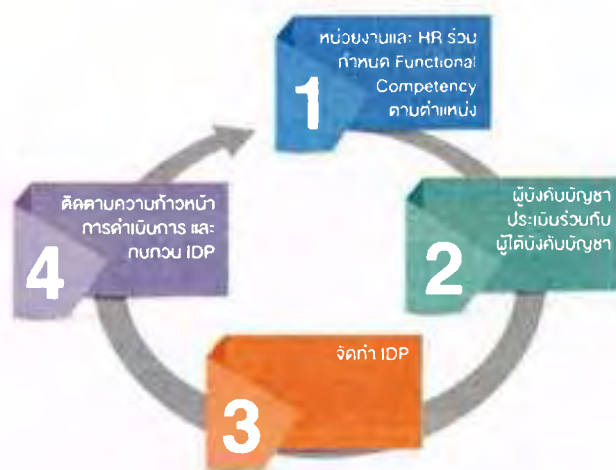 1
หน่วยงานและ HR ร่วม
กำหนด Functional
Competency
ตามตำแหน่ง
2
ผู้บังคับบัญชา
ประเมินร่วมกับ
ผู้ใต้บังคับบัญชา
3
จัดทำ IDP
4
ติดตามความก้าวหน้า
การดำเนินการ และ
ทบทวน IDP